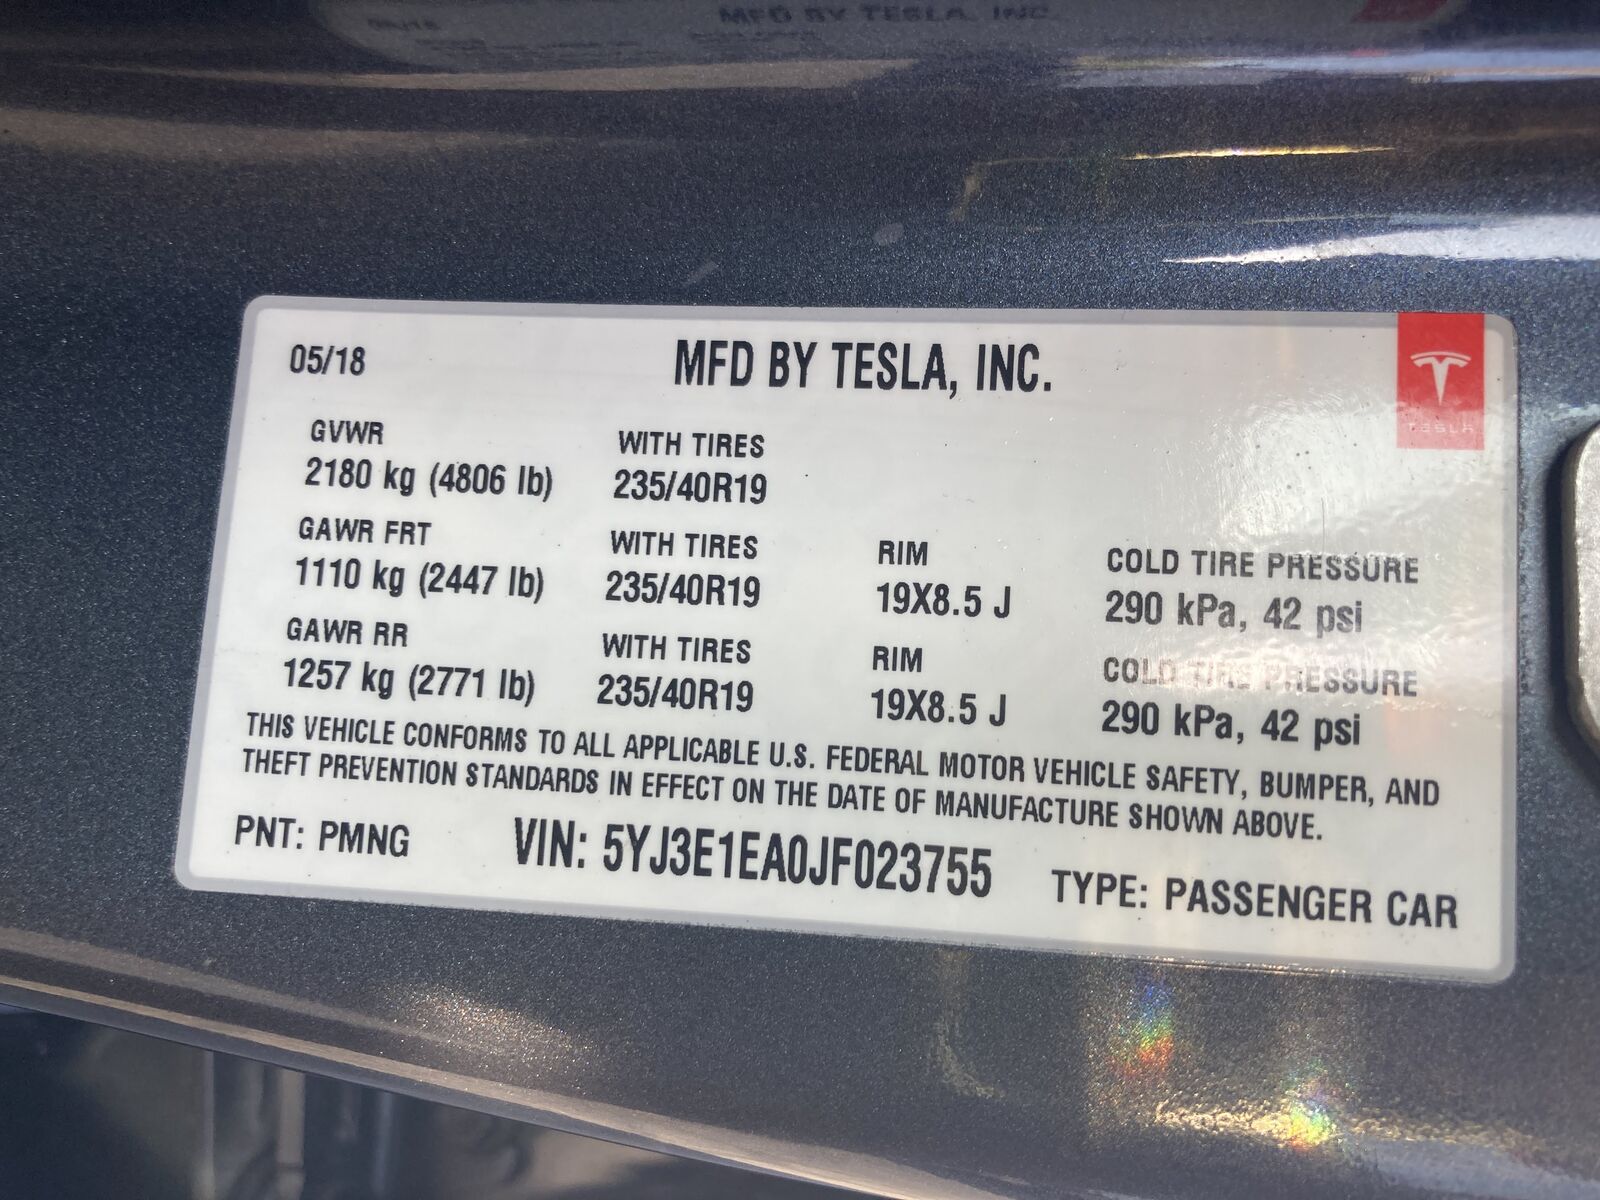 MFD BY TESLA, INC.
05/18
MFD BY TESLA, INC.
TESLA
GVWR WITH TIRES
2180 kg (4806 lb) 235/40R19
GAWR FRT WITH TIRES RIM COLD TIRE PRESSURE
1110 kg (2447 lb) 235/40R19 19X8.5 J 290 kPa, 42 psi
GAWR RR WITH TIRES RIM COLD TIRE PRESSURE
1257 kg (2771 lb) 235/40R19 19X8.5 J 290 kPa, 42 psi
THIS VEHICLE CONFORMS TO ALL APPLICABLE U.S. FEDERAL MOTOR VEHICLE SAFETY, BUMPER, AND
THEFT PREVENTION STANDARDS IN EFFECT ON THE DATE OF MANUFACTURE SHOWN ABOVE.
PNT: PMNG VIN: 5YJ3E1EA0JF023755 TYPE: PASSENGER CAR